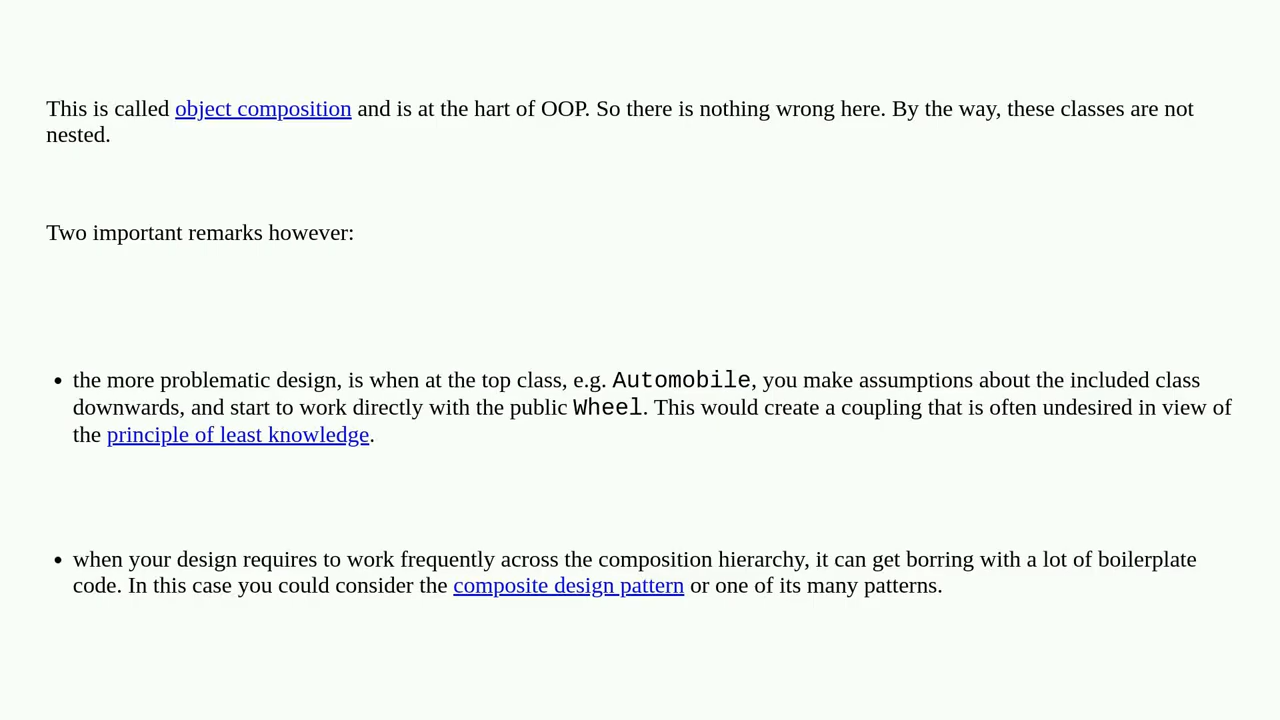 This is called object composition and is at the hart of OOP. So there is nothing wrong here. By the way, these classes are not
nested.
Two important remarks however:
• the more problematic design, is when at the top class, e.g. Automobile, you make assumptions about the included class
downwards, and start to work directly with the public Wheel. This would create a coupling that is often undesired in view of
the principle of least knowledge.
• when your design requires to work frequently across the composition hierarchy, it can get borring with a lot of boilerplate
code. In this case you could consider the composite design pattern or one of its many patterns.